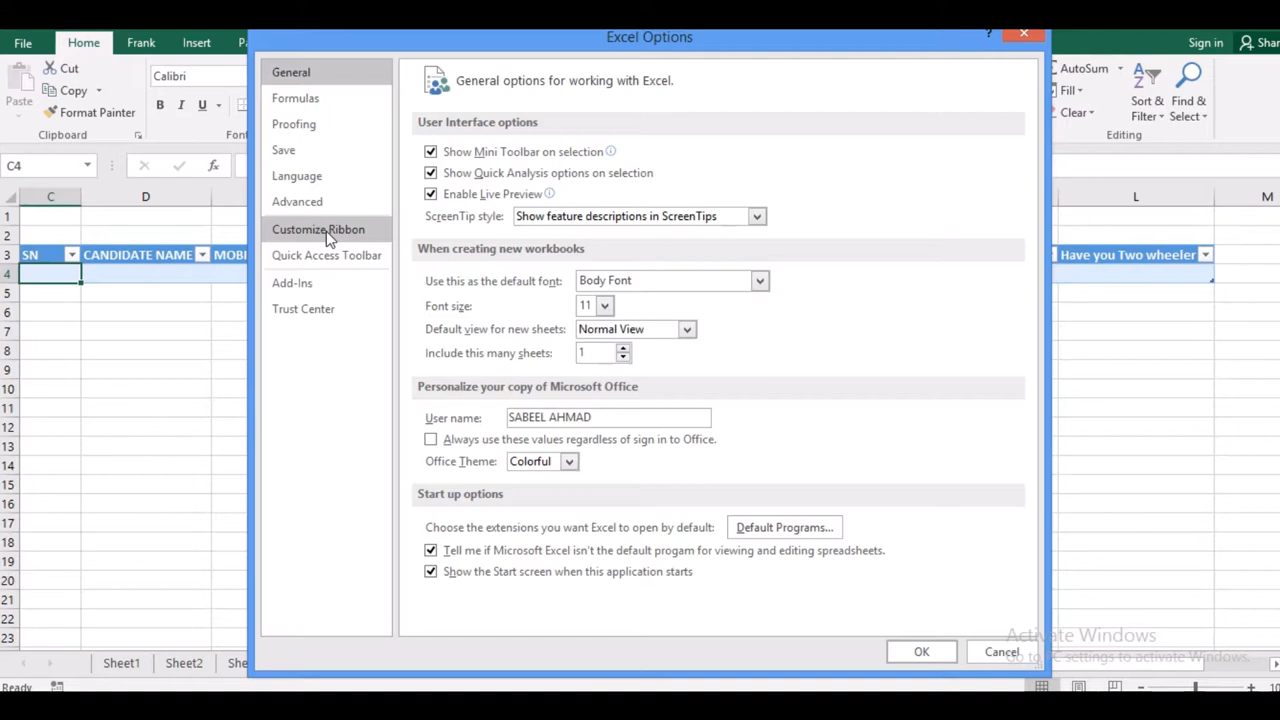 Excel Options
?
File
Home
Frank
Insert
Sign in
Cut
Copy
Format Painter
Paste
Clipboard
Calibri
B I U
AutoSum
Fill
Clear
Sort &
Filter
Find &
Select
Editing
C4
fx
C
D
L
M
1
2
3
SN
CANDIDATE NAME
Have you Two wheeler
4
5
6
7
8
9
10
11
12
13
14
15
16
17
18
19
20
21
22
23
General
Formulas
Proofing
Save
Language
Advanced
Customize Ribbon
Quick Access Toolbar
Add-Ins
Trust Center
General options for working with Excel.
User Interface options
Show Mini Toolbar on selection
Show Quick Analysis options on selection
Enable Live Preview
ScreenTip style: Show feature descriptions in ScreenTips
When creating new workbooks
Use this as the default font: Body Font
Font size: 11
Default view for new sheets: Normal View
Include this many sheets: 1
Personalize your copy of Microsoft Office
User name: SABEEL AHMAD
Always use these values regardless of sign in to Office.
Office Theme: Colorful
Start up options
Choose the extensions you want Excel to open by default: Default Programs...
Tell me if Microsoft Excel isn't the default progam for viewing and editing spreadsheets.
Show the Start screen when this application starts
OK
Cancel
Activate Windows
Go to PC settings to activate Windows.
Sheet1
Sheet2
Ready